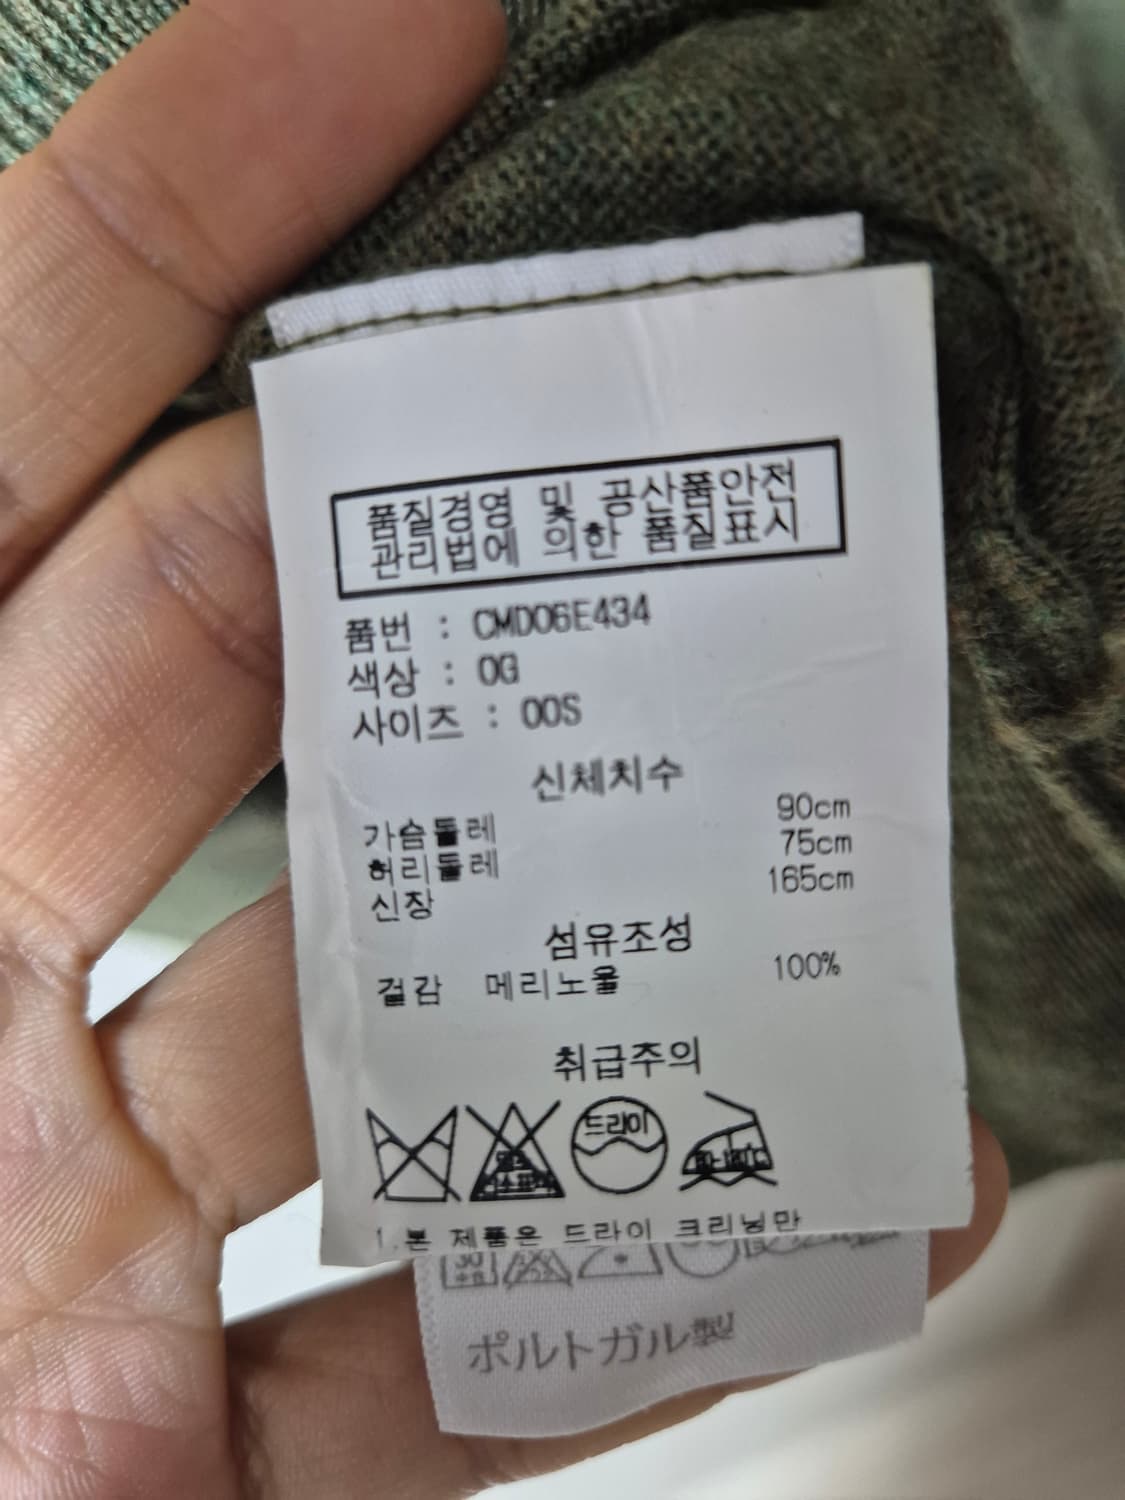 품질경영 및 공산품안전
관리법에 의한 품질표시
품번 : CMD06E434
색상 : OG
사이즈 : 00S
신체치수
가슴둘레 90cm
허리둘레 75cm
신장 165cm
섬유조성
겉감 메리노울 100%
취급주의
드라이
80~120℃
1.본 제품은 드라이 크리닝만
30
ポルトガル製